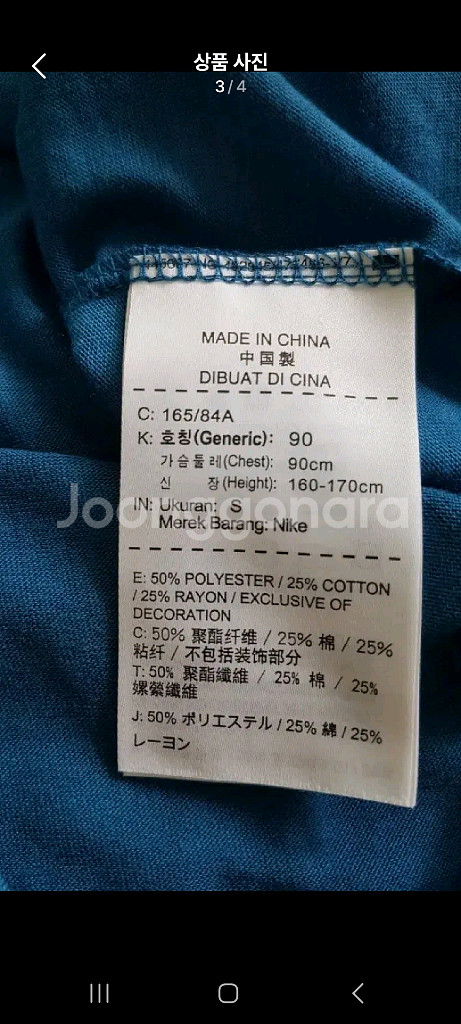 상품 사진
3/4
MADE IN CHINA
中国製
DIBUAT DI CINA
C: 165/84A
K: 호칭(Generic): 90
가슴둘레(Chest): 90cm
신 장(Height): 160-170cm
IN: Ukuran: S
Merek Barang: Nike
Joonggonara
E: 50% POLYESTER / 25% COTTON
/ 25% RAYON / EXCLUSIVE OF
DECORATION
C: 50% 聚酯纤维 / 25% 棉 / 25%
粘纤 / 不包括装饰部分
T: 50% 聚酯纖維 / 25% 棉 / 25%
嫘縈纖維
J: 50% ポリエステル / 25% 綿 / 25%
レーヨン